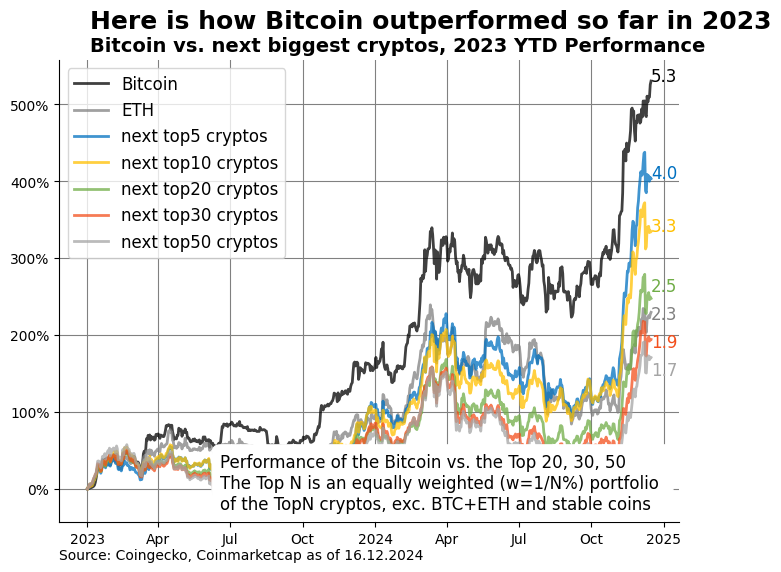 Here is how Bitcoin outperformed so far in 2023
Bitcoin vs. next biggest cryptos, 2023 YTD Performance
Bitcoin
ETH
next top5 cryptos
next top10 cryptos
next top20 cryptos
next top30 cryptos
next top50 cryptos
500%
400%
300%
200%
100%
0%
5.3
4.0
3.3
2.5
2.3
1.9
1.7
Performance of the Bitcoin vs. the Top 20, 30, 50
The Top N is an equally weighted (w=1/N%) portfolio
of the TopN cryptos, exc. BTC+ETH and stable coins
2023 Apr Jul Oct 2024 Apr Jul Oct 2025
Source: Coingecko, Coinmarketcap as of 16.12.2024